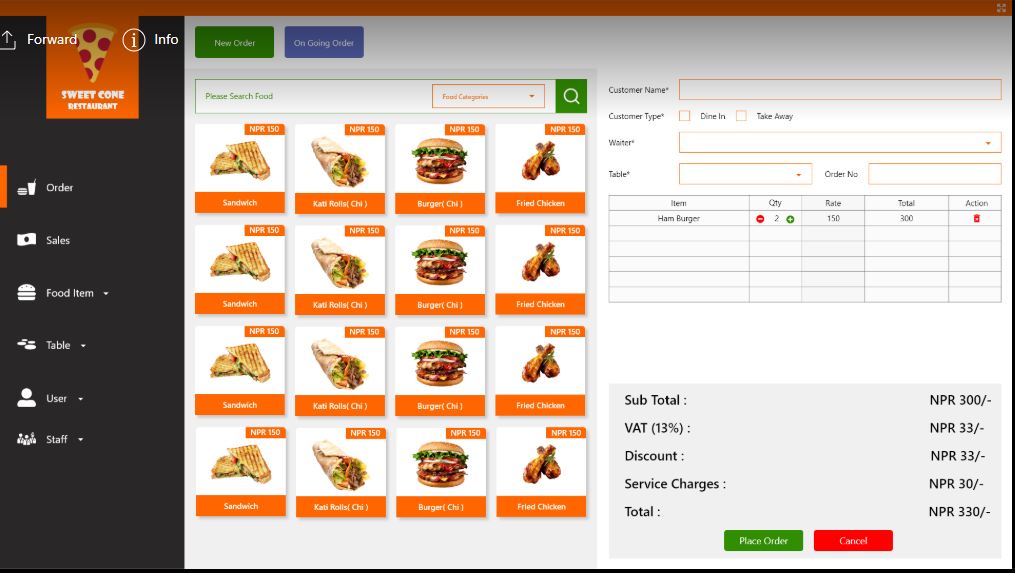 Forward
Info
SWEET CONE
RESTAURANT
Order
Sales
Food Item
Table
User
Staff
New Order
On Going Order
Please Search Food
Food Categories
NPR 150
NPR 150
NPR 150
NPR 150
Sandwich
Kati Rolls( Chi )
Burger( Chi )
Fried Chicken
NPR 150
NPR 150
NPR 150
NPR 150
Sandwich
Kati Rolls( Chi )
Burger( Chi )
Fried Chicken
NPR 150
NPR 150
NPR 150
NPR 150
Sandwich
Kati Rolls( Chi )
Burger( Chi )
Fried Chicken
NPR 150
NPR 150
NPR 150
NPR 150
Sandwich
Kati Rolls( Chi )
Burger( Chi )
Fried Chicken
Customer Name*
Customer Type* Dine In Take Away
Waiter*
Table* Order No
Item Qty Rate Total Action
Ham Burger 2 150 300
Sub Total : NPR 300/-
VAT (13%) : NPR 33/-
Discount : NPR 33/-
Service Charges : NPR 30/-
Total : NPR 330/-
Place Order Cancel